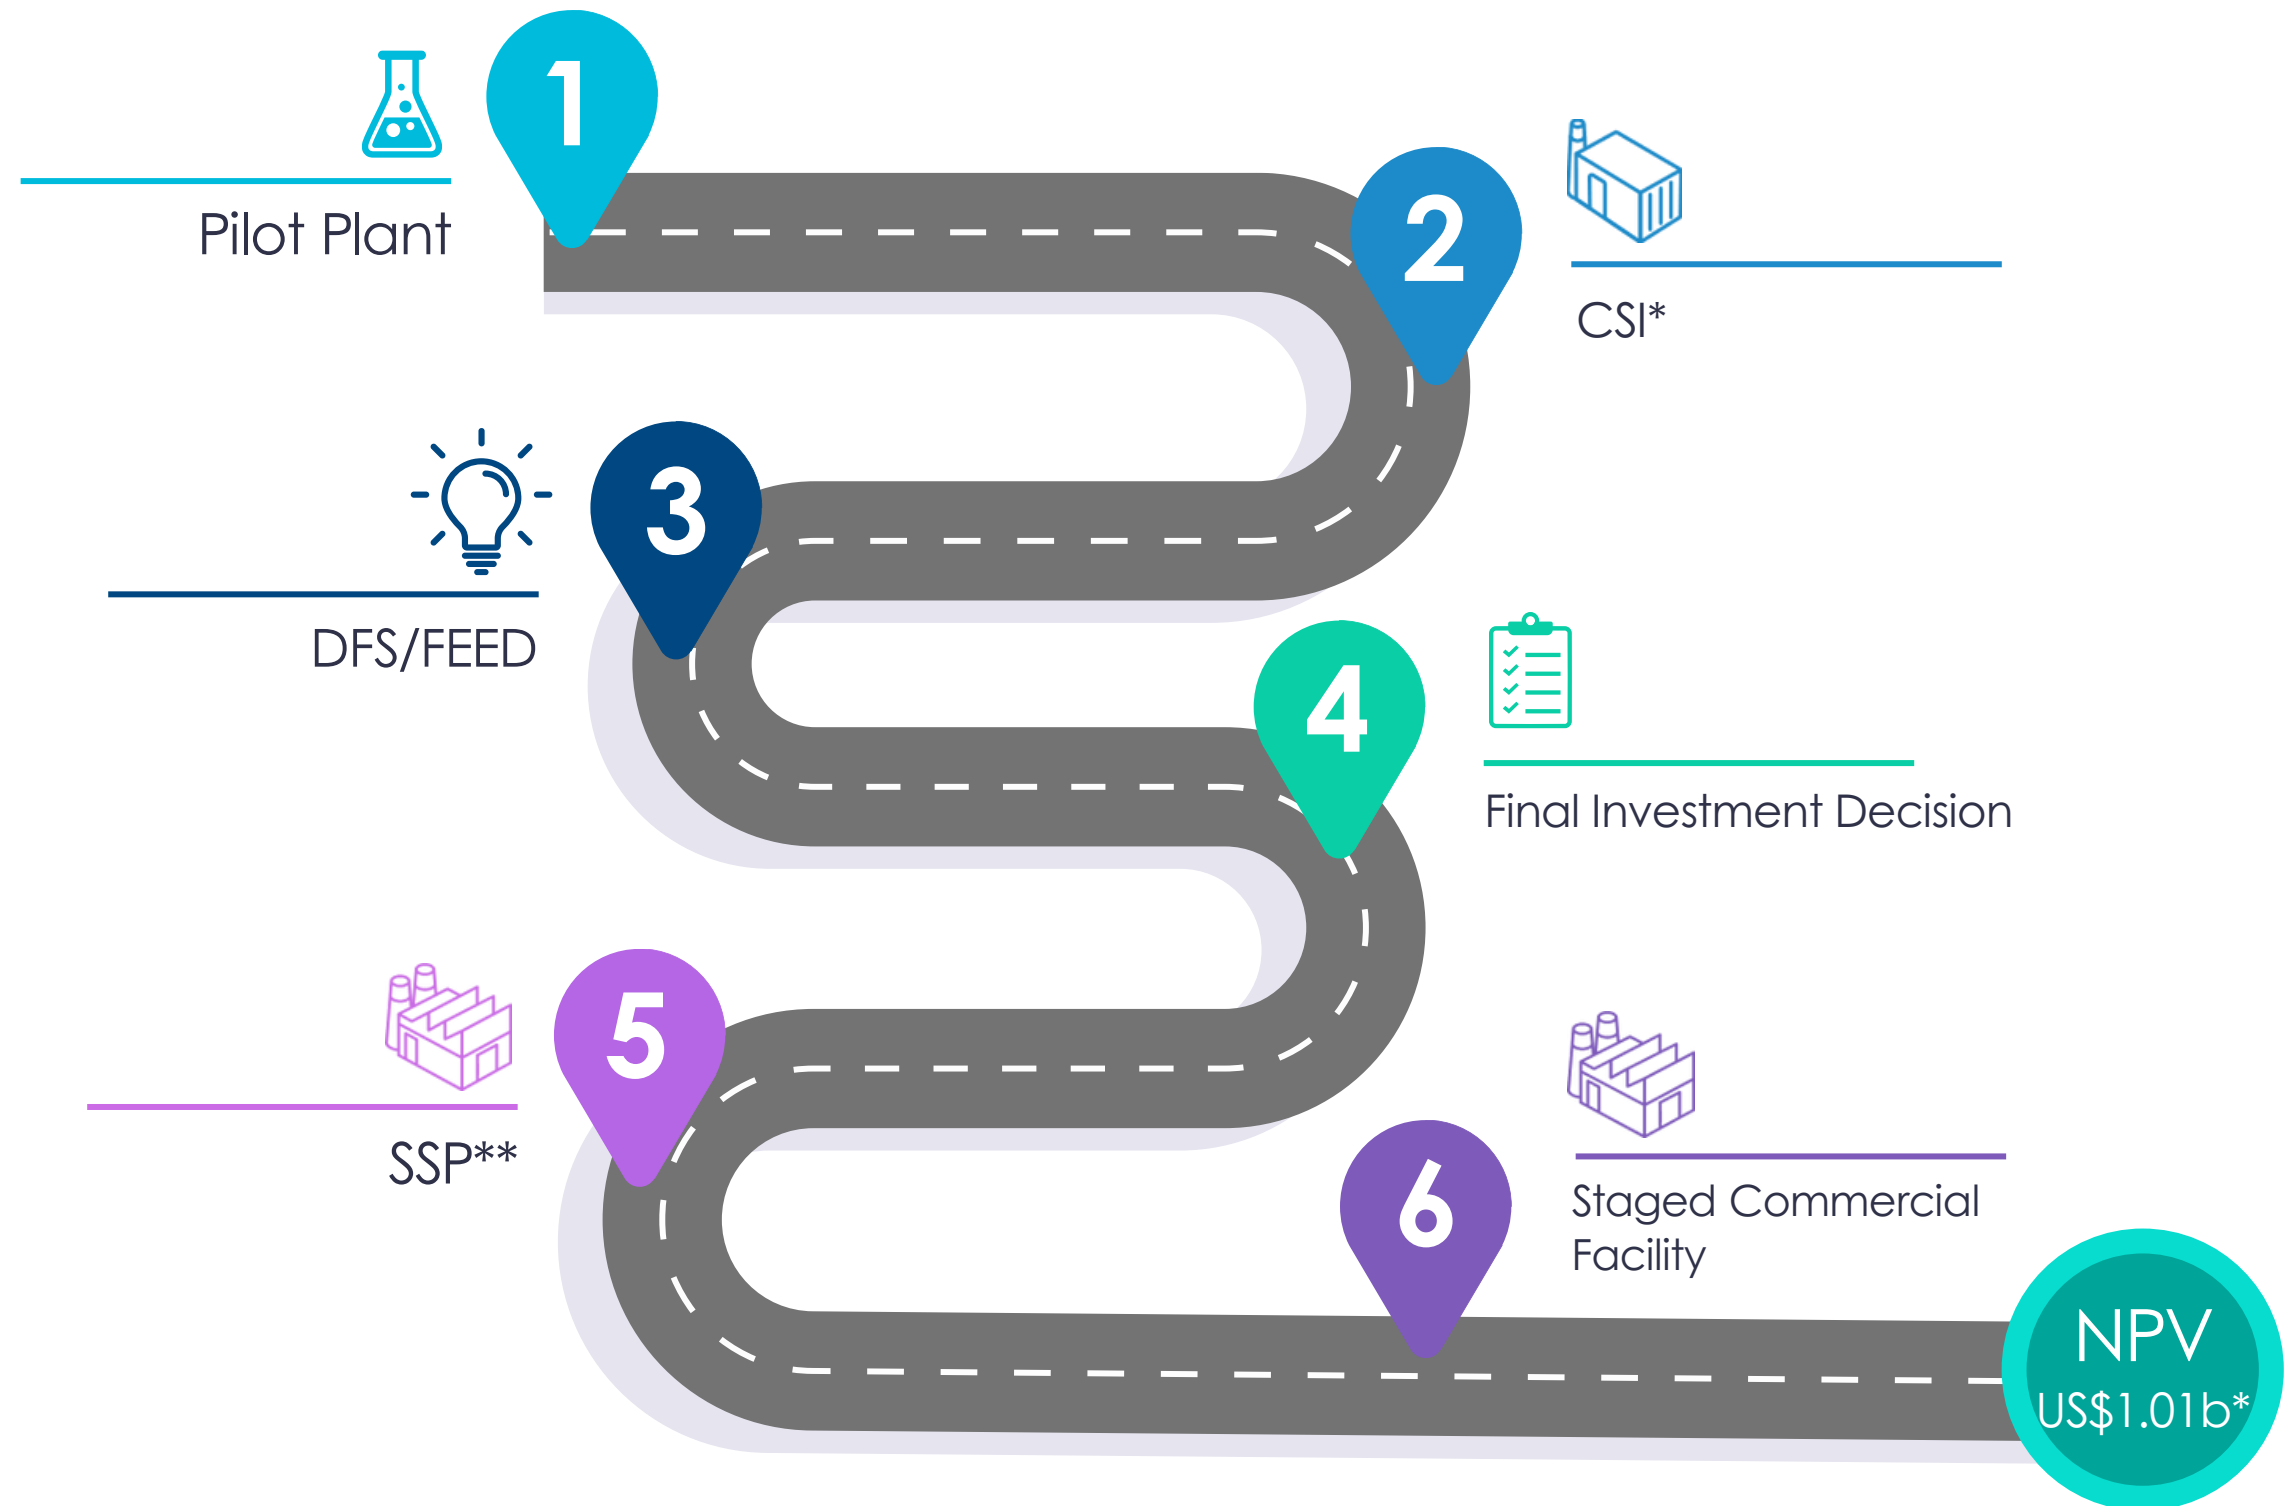 1
Pilot Plant
2
CSI*
3
DFS/FEED
4
Final Investment Decision
5
SSP**
6
Staged Commercial
Facility
NPV
US$1.01b*